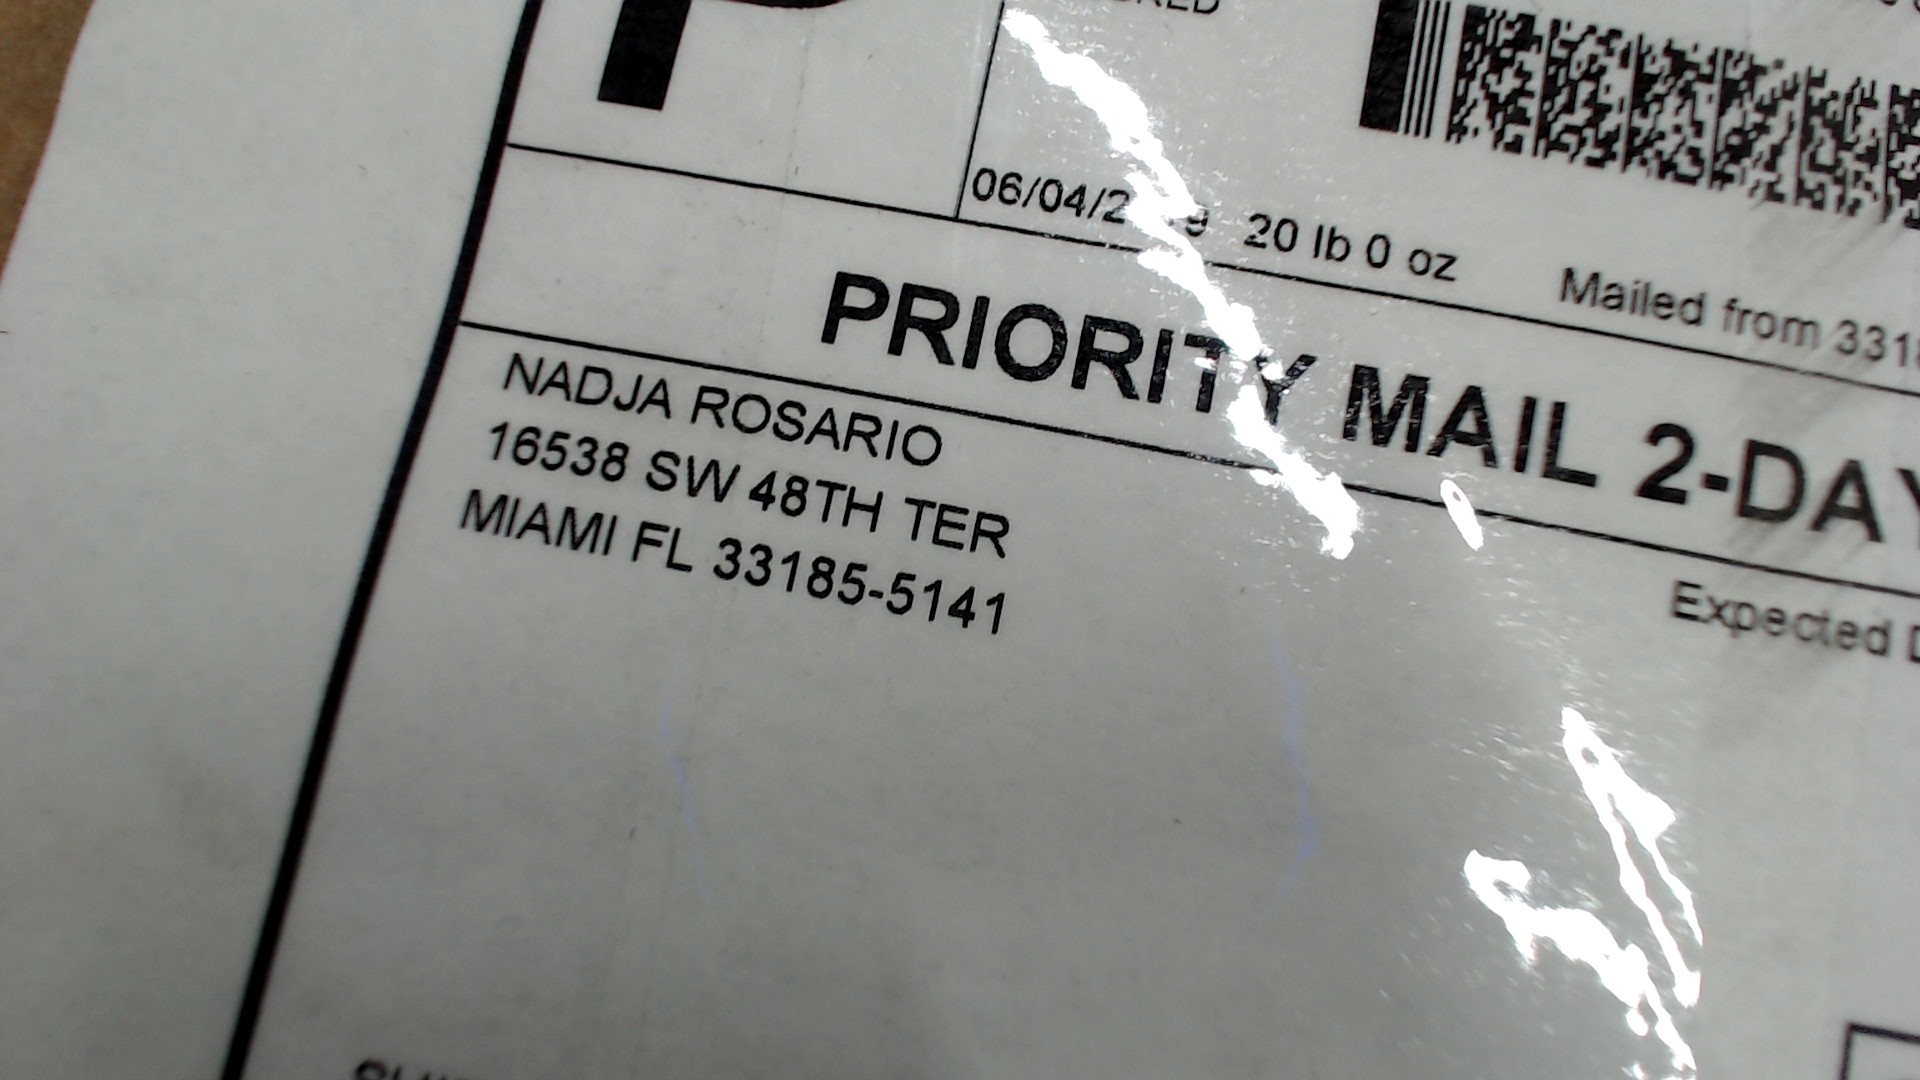 P
06/04/2 9 20 lb 0 oz Mailed from 331
PRIORITY MAIL 2-DAY
NADJA ROSARIO
16538 SW 48TH TER
MIAMI FL 33185-5141
Expected